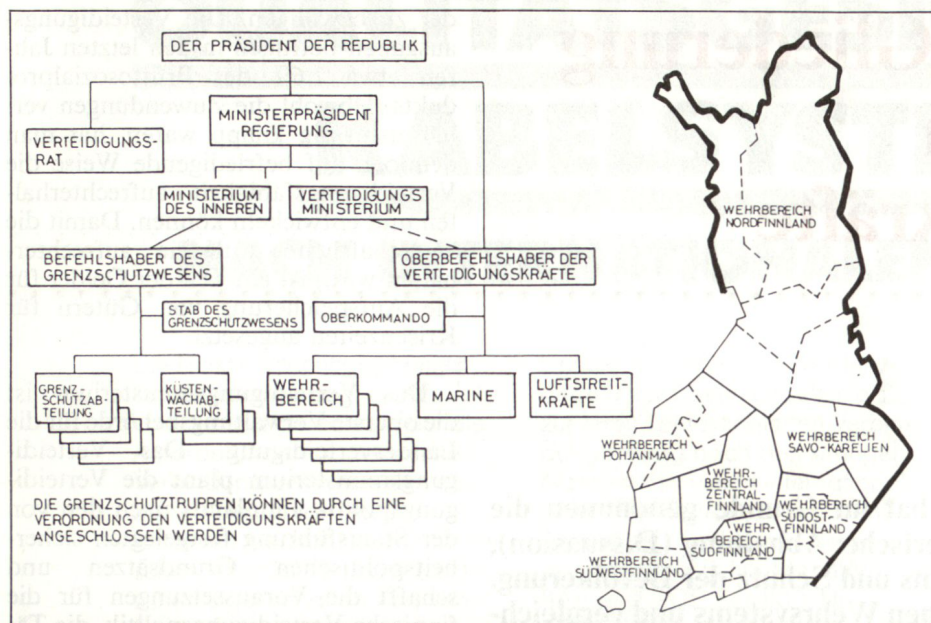 DER PRÄSIDENT DER REPUBLIK
MINISTERPRÄSIDENT
REGIERUNG
VERTEIDIGUNGS-
RAT
MINISTERIUM
DES INNEREN
VERTEIDIGUNGS
MINISTERIUM
BEFEHLSHABER DES
GRENZSCHUTZWESENS
OBERBEFEHLSHABER DER
VERTEIDIGUNGSKRÄFTE
STAB DES
GRENZSCHUTZWESENS
OBERKOMMANDO
GRENZ-
SCHUTZAB-
TEILUNG
KÜSTEN-
WACHAB-
TEILUNG
WEHR-
BEREICH
MARINE
LUFTSTREIT-
KRÄFTE
DIE GRENZSCHUTZTRUPPEN KÖNNEN DURCH EINE
VERORDNUNG DEN VERTEIDIGUNSKRÄFTEN
ANGESCHLOSSEN WERDEN
WEHRBEREICH
NORDFINNLAND
WEHRBEREICH
POHJANMAA
WEHRBEREICH
SAVO-KARELIEN
WEHR-
BEREICH
ZENTRAL-
FINNLAND
WEHRBEREICH
SÜDOST-
FINNLAND
WEHR-
BEREICH
SÜDFINNLAND
WEHRBEREICH
SÜDWESTFINNLAND